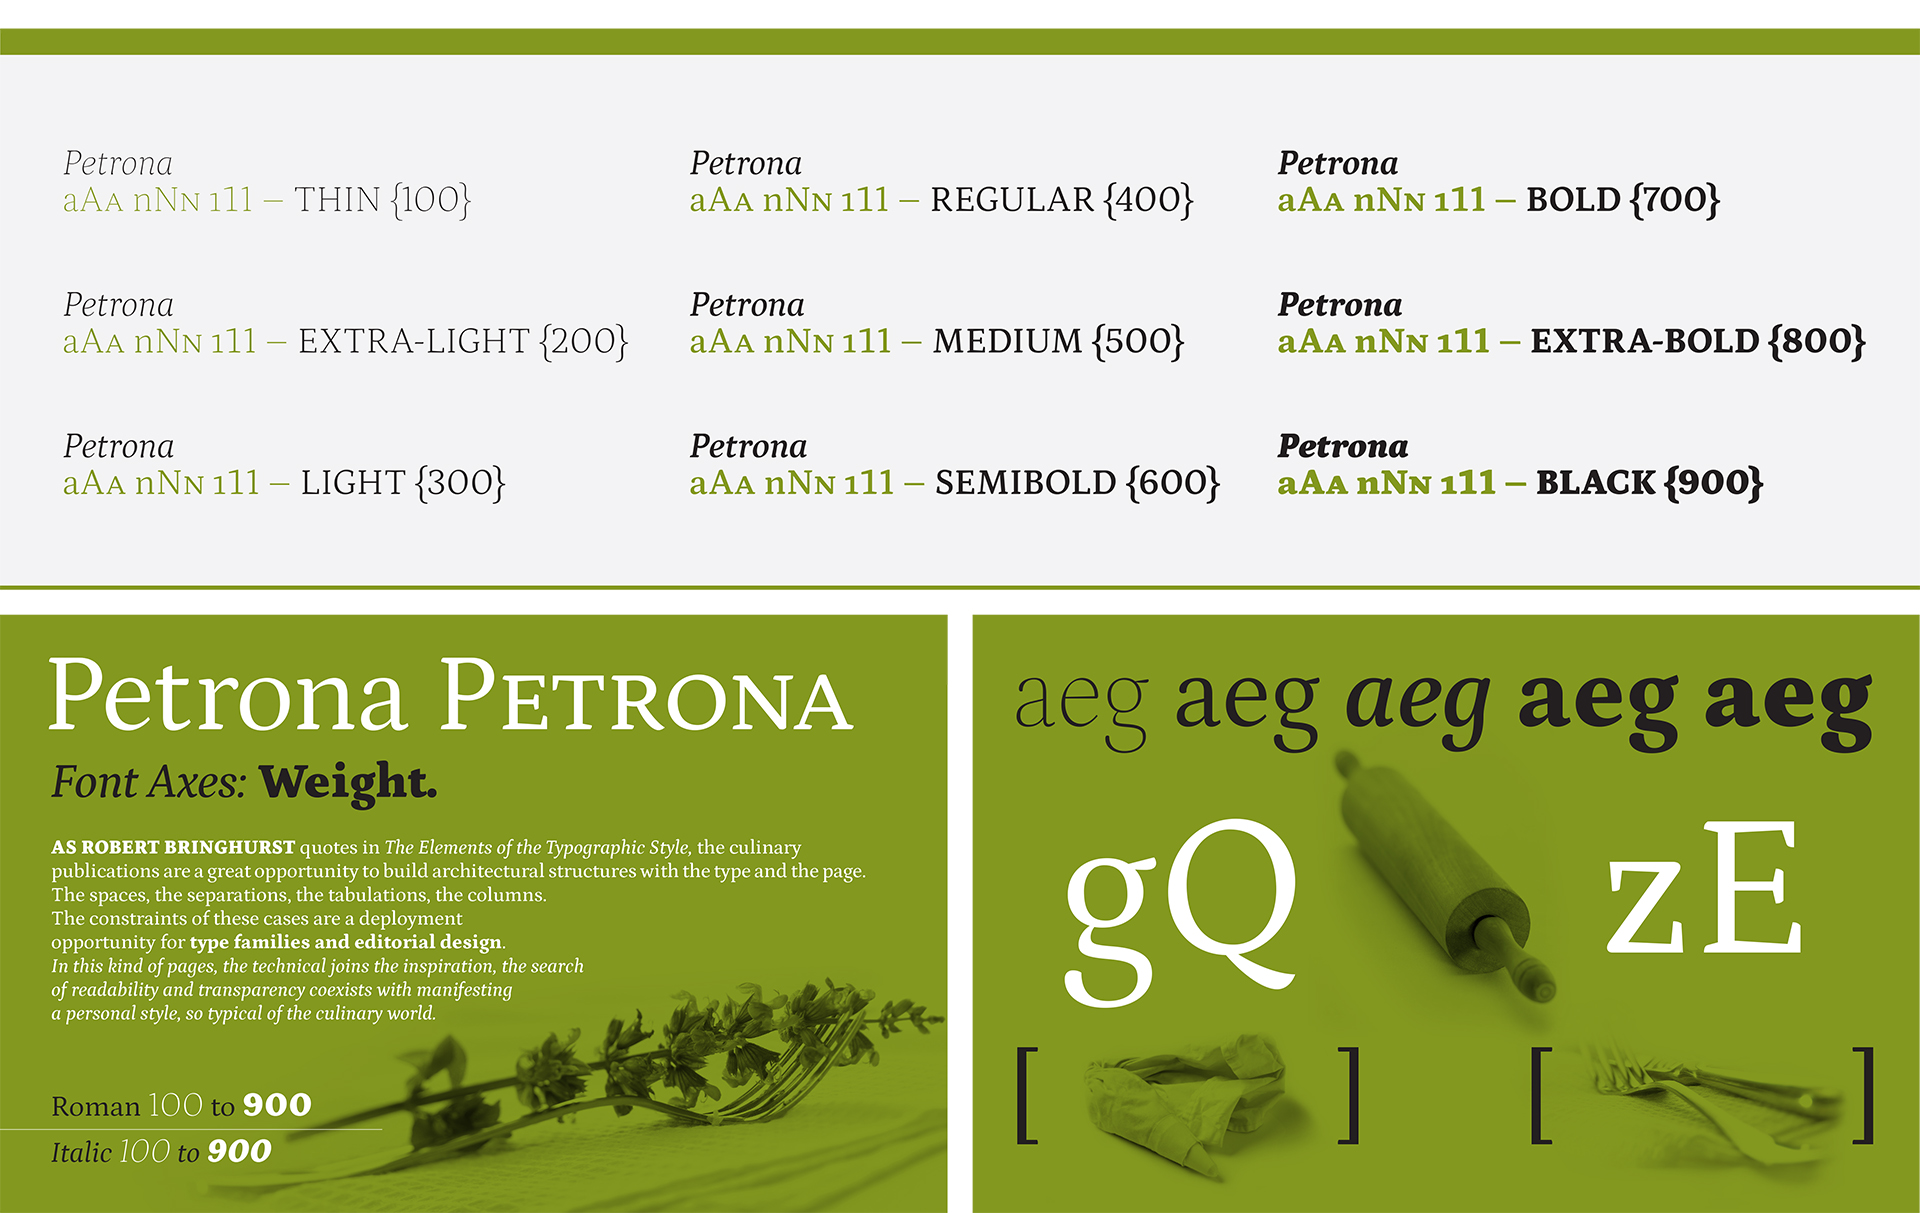 Petrona
aAA nNN 111 – THIN {100}
Petrona
aAA nNN 111 – REGULAR {400}
Petrona
aAA nNN 111 – BOLD {700}
Petrona
aAA nNN 111 – EXTRA-LIGHT {200}
Petrona
aAA nNN 111 – MEDIUM {500}
Petrona
aAA nNN 111 – EXTRA-BOLD {800}
Petrona
aAA nNN 111 – LIGHT {300}
Petrona
aAA nNN 111 – SEMIBOLD {600}
Petrona
aAA nNN 111 – BLACK {900}
Petrona PETRONA
Font Axes: Weight.
AS ROBERT BRINGHURST quotes in The Elements of the Typographic Style, the culinary
publications are a great opportunity to build architectural structures with the type and the page.
The spaces, the separations, the tabulations, the columns.
The constraints of these cases are a deployment
opportunity for type families and editorial design.
In this kind of pages, the technical joins the inspiration, the search
of readability and transparency coexists with manifesting
a personal style, so typical of the culinary world.
Roman 100 to 900
Italic 100 to 900
aeg aeg aeg aeg aeg
gQ zE
[ ] [ ]